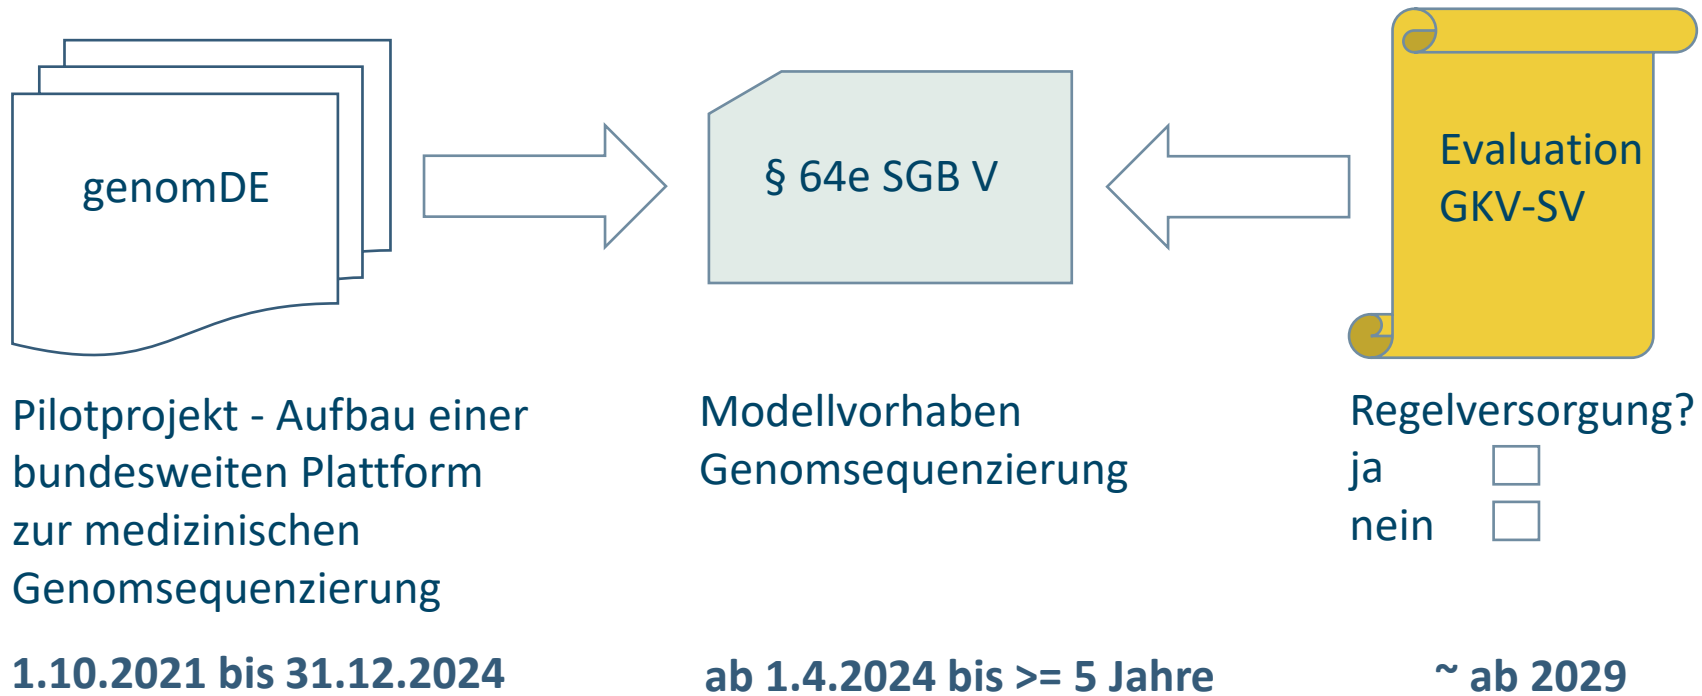 genomDE
§ 64e SGB V
Evaluation
GKV-SV
Pilotprojekt - Aufbau einer
bundesweiten Plattform
zur medizinischen
Genomsequenzierung
Modellvorhaben
Genomsequenzierung
Regelversorgung?
ja
nein
1.10.2021 bis 31.12.2024
ab 1.4.2024 bis >= 5 Jahre
~ ab 2029